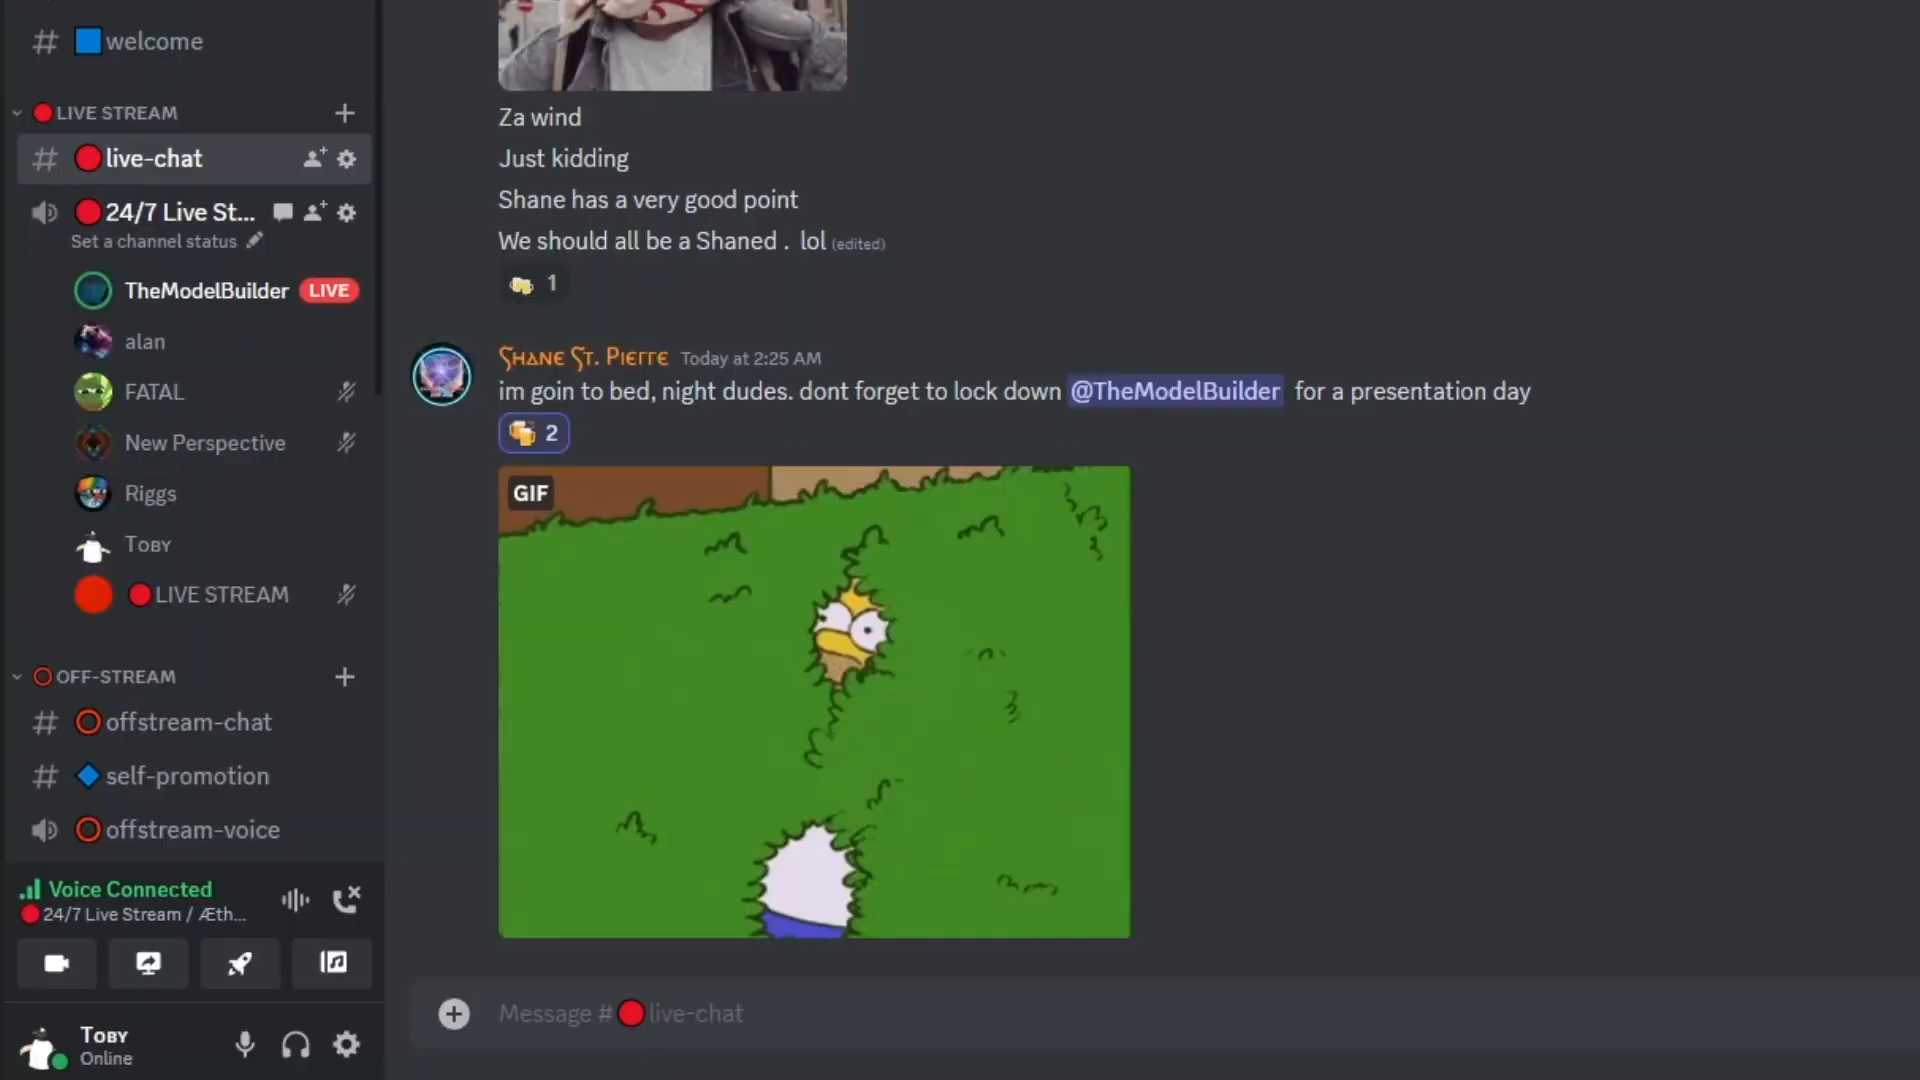 welcome
LIVE STREAM
live-chat
24/7 Live St...
Set a channel status
TheModelBuilder LIVE
alan
FATAL
New Perspective
Riggs
Toby
LIVE STREAM
OFF-STREAM
offstream-chat
self-promotion
offstream-voice
Voice Connected
24/7 Live Stream / Æth...
Toby
Online
Za wind
Just kidding
Shane has a very good point
We should all be a Shaned . lol (edited)
1
Shane St. Pierre Today at 2:25 AM
im goin to bed, night dudes. dont forget to lock down @TheModelBuilder for a presentation day
2
GIF
Message # live-chat